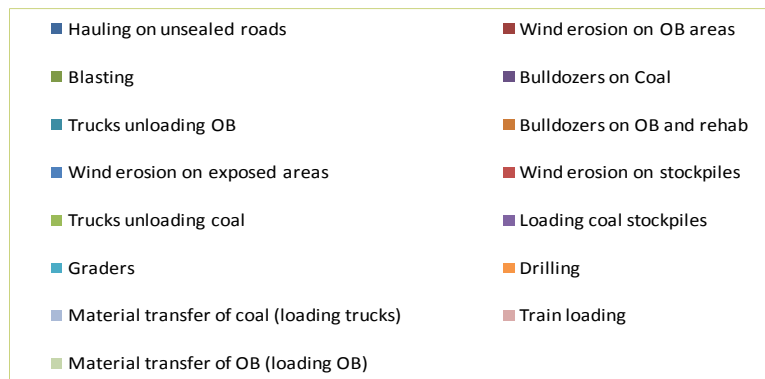 Hauling on unsealed roads
Wind erosion on OB areas
Blasting
Bulldozers on Coal
Trucks unloading OB
Bulldozers on OB and rehab
Wind erosion on exposed areas
Wind erosion on stockpiles
Trucks unloading coal
Loading coal stockpiles
Graders
Drilling
Material transfer of coal (loading trucks)
Train loading
Material transfer of OB (loading OB)